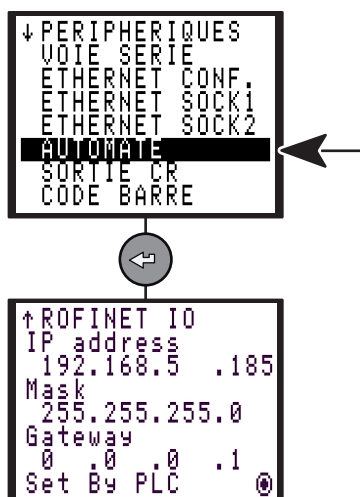 ↓PERIPHERIQUES
VOIE SERIE
ETHERNET CONF.
ETHERNET SOCK1
ETHERNET SOCK2
AUTOMATE
SORTIE CR
CODE BARRE
↑ROFINET IO
IP address
192.168.5 .185
Mask
255.255.255.0
Gateway
0 .0 .0 .1
Set By PLC